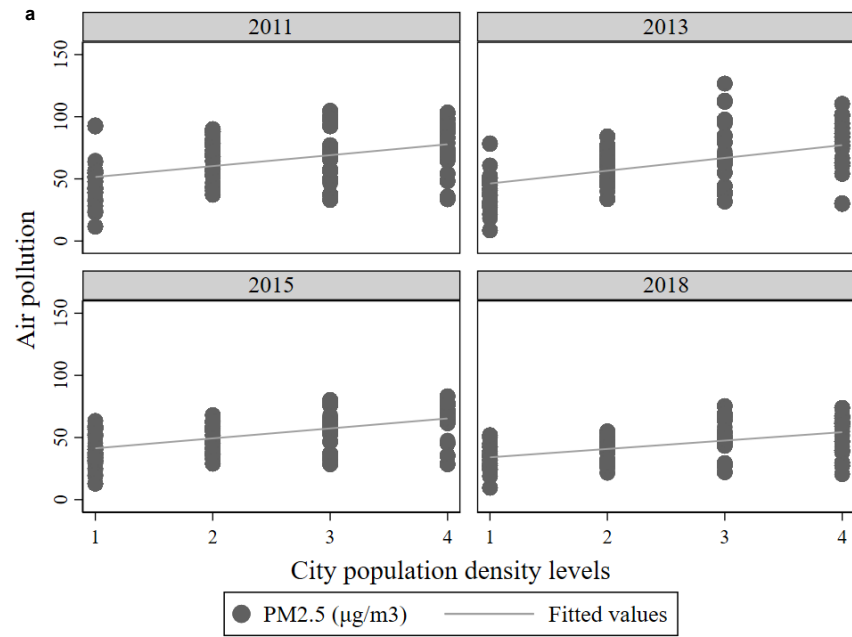 a
2011
2013
150
100
50
0
2015
2018
150
100
50
0
Air pollution
1 2 3 4 1 2 3 4
City population density levels
PM2.5 (μg/m3) Fitted values